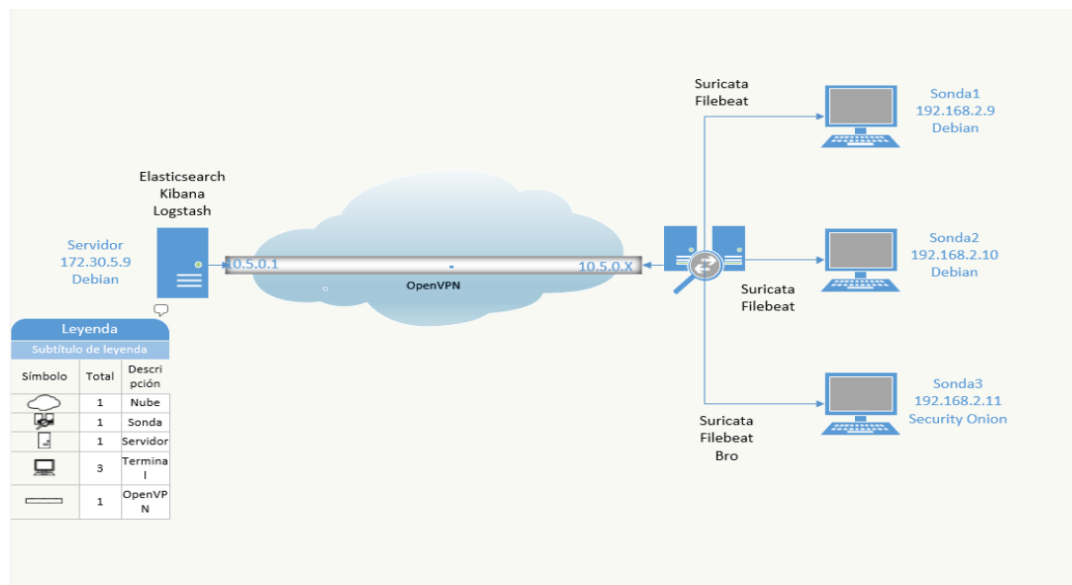 Suricata
Filebeat
Sonda1
192.168.2.9
Debian
Elasticsearch
Kibana
Logstash
Servidor
172.30.5.9
Debian
10.5.0.1
10.5.0.X
OpenVPN
Sonda2
192.168.2.10
Debian
Suricata
Filebeat
Sonda3
192.168.2.11
Security Onion
Suricata
Filebeat
Bro
Leyenda
Subtítulo de leyenda
Símbolo Total Descri
pción
1 Nube
1 Sonda
1 Servidor
3 Termina
l
1 OpenVP
N